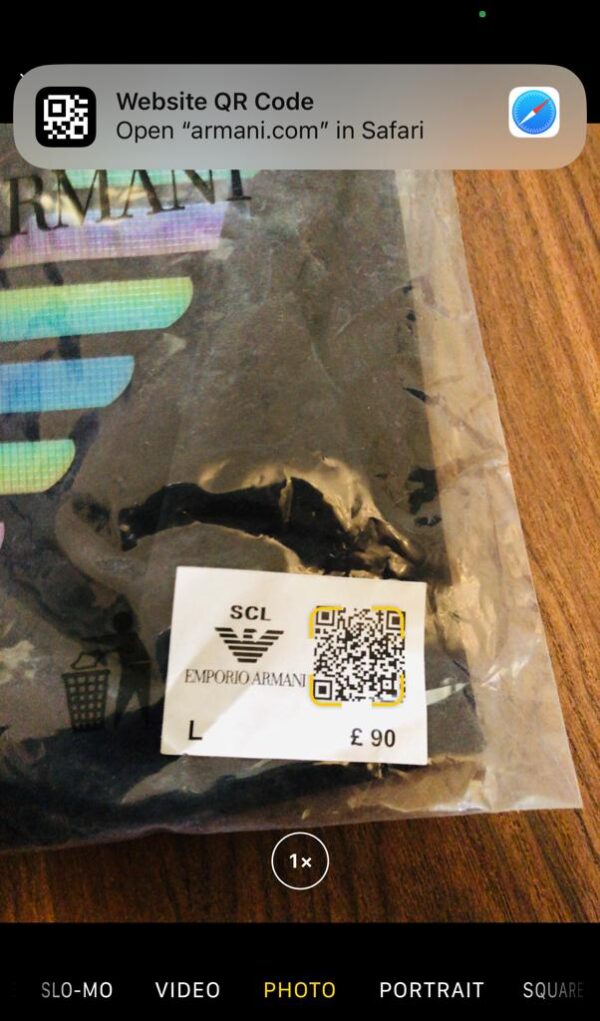 Website QR Code
Open “armani.com” in Safari
RMANI
SCL
EMPORIO ARMANI
L
£ 90
1×
SLO-MO
VIDEO
PHOTO
PORTRAIT
SQUARE